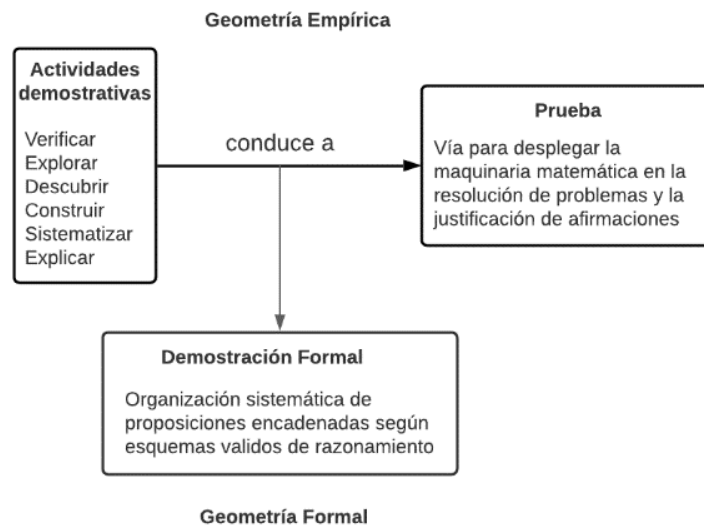 Geometría Empírica
Actividades
demostrativas
Verificar
Explorar
Descubrir
Construir
Sistematizar
Explicar
conduce a
Prueba
Vía para desplegar la
maquinaria matemática en la
resolución de problemas y la
justificación de afirmaciones
Demostración Formal
Organización sistemática de
proposiciones encadenadas según
esquemas validos de razonamiento
Geometría Formal